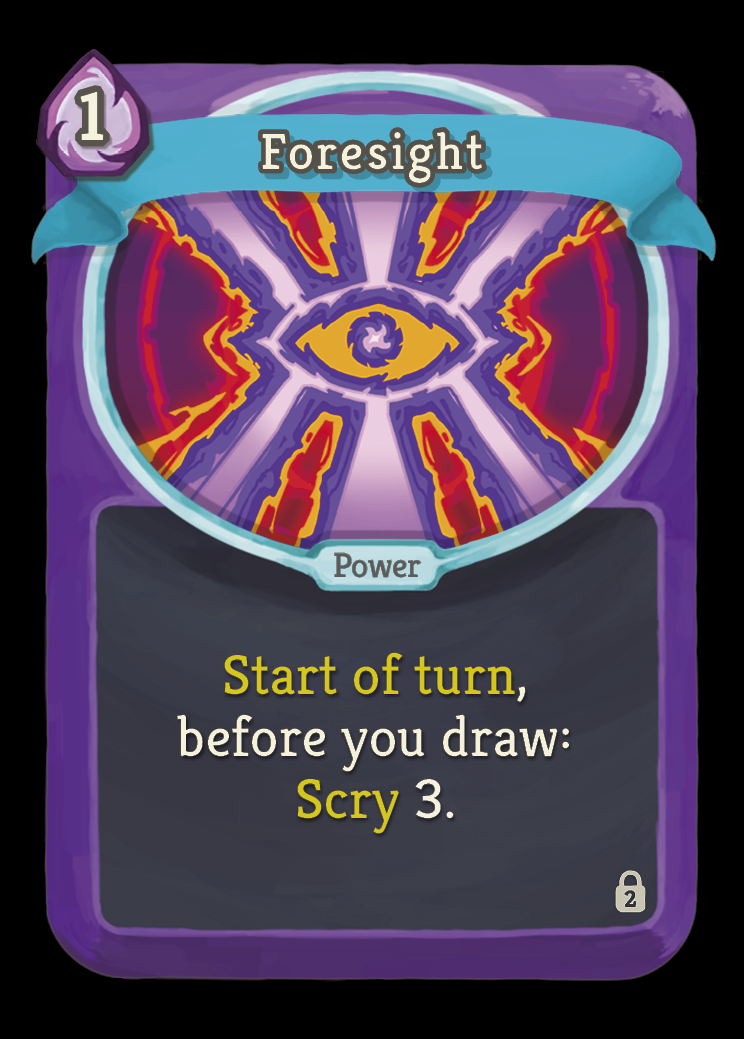 1
Foresight
Power
Start of turn,
before you draw:
Scry 3.
2